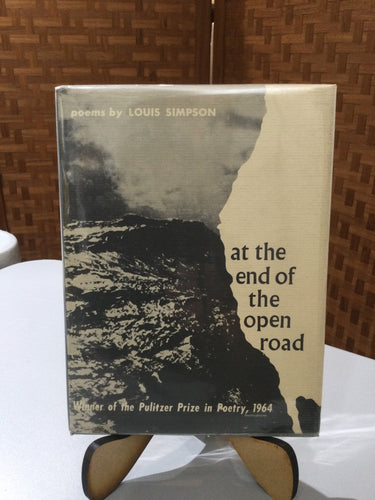 poems by LOUIS SIMPSON
at the
end of
the
open
road
Winner of the Pulitzer Prize in Poetry, 1964